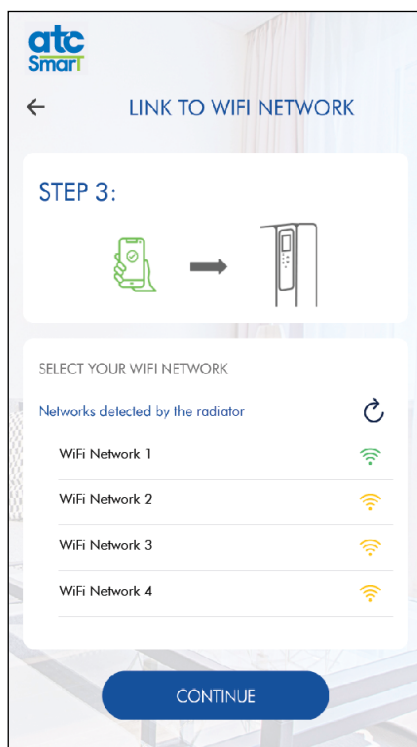 atc
Smart
LINK TO WIFI NETWORK
STEP 3:
SELECT YOUR WIFI NETWORK
Networks detected by the radiator
WiFi Network 1
WiFi Network 2
WiFi Network 3
WiFi Network 4
CONTINUE